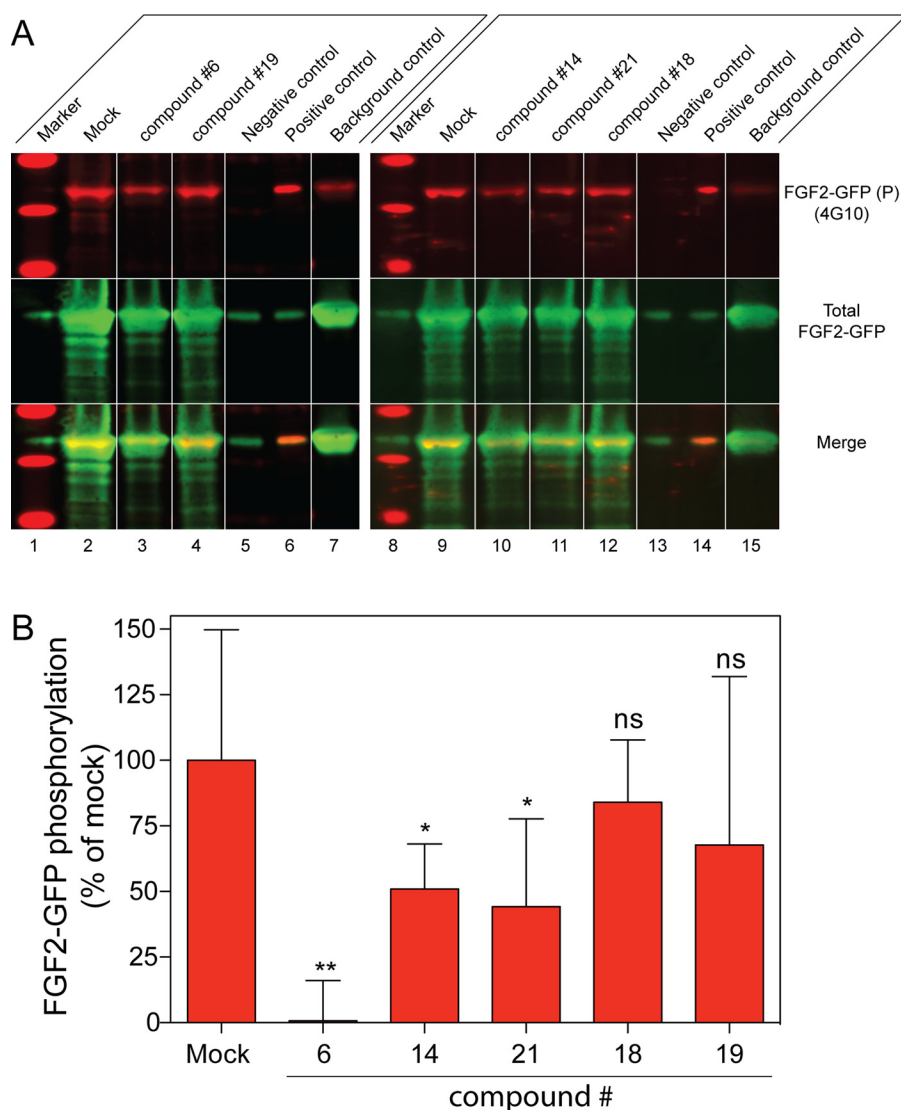 A
Marker
Mock
compound #6
compound #19
Negative control
Positive control
Background control
Marker
Mock
compound #14
compound #21
compound #18
Negative control
Positive control
Background control
FGF2-GFP (P)
(4G10)
Total
FGF2-GFP
Merge
1 2 3 4 5 6 7 8 9 10 11 12 13 14 15
B
FGF2-GFP phosphorylation
(% of mock)
150
125
100
75
50
25
0
**
*
*
ns
ns
Mock 6 14 21 18 19
compound #